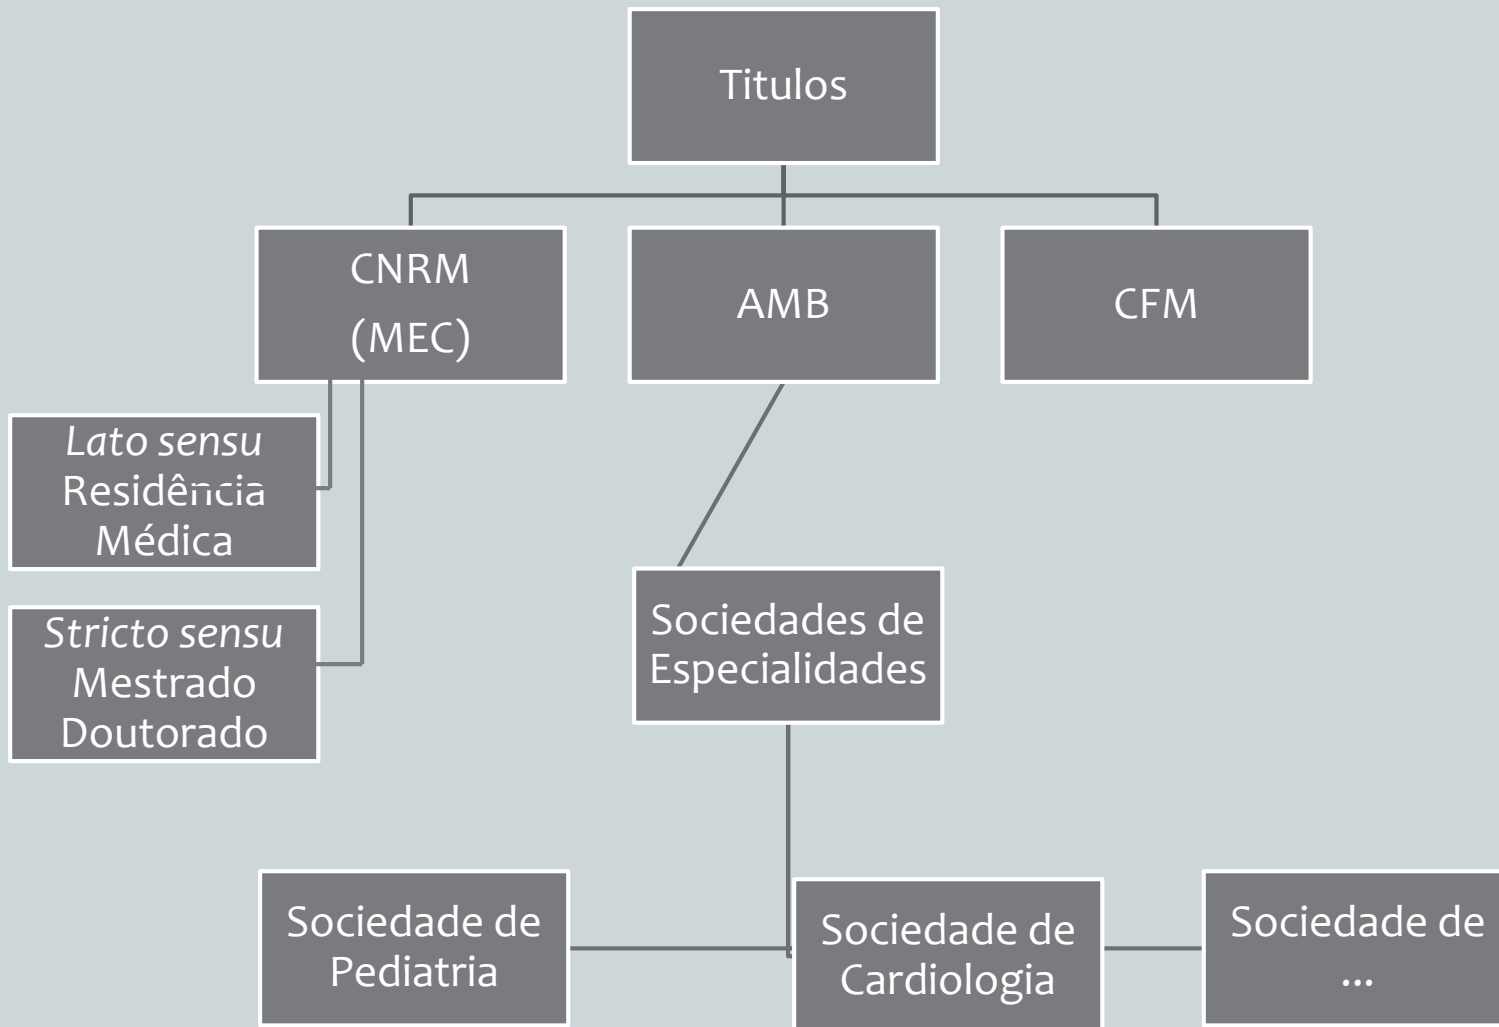 Titulos
CNRM
(MEC)
AMB
CFM
Lato sensu
Residência
Médica
Stricto sensu
Mestrado
Doutorado
Sociedades de
Especialidades
Sociedade de
Pediatria
Sociedade de
Cardiologia
Sociedade de
...